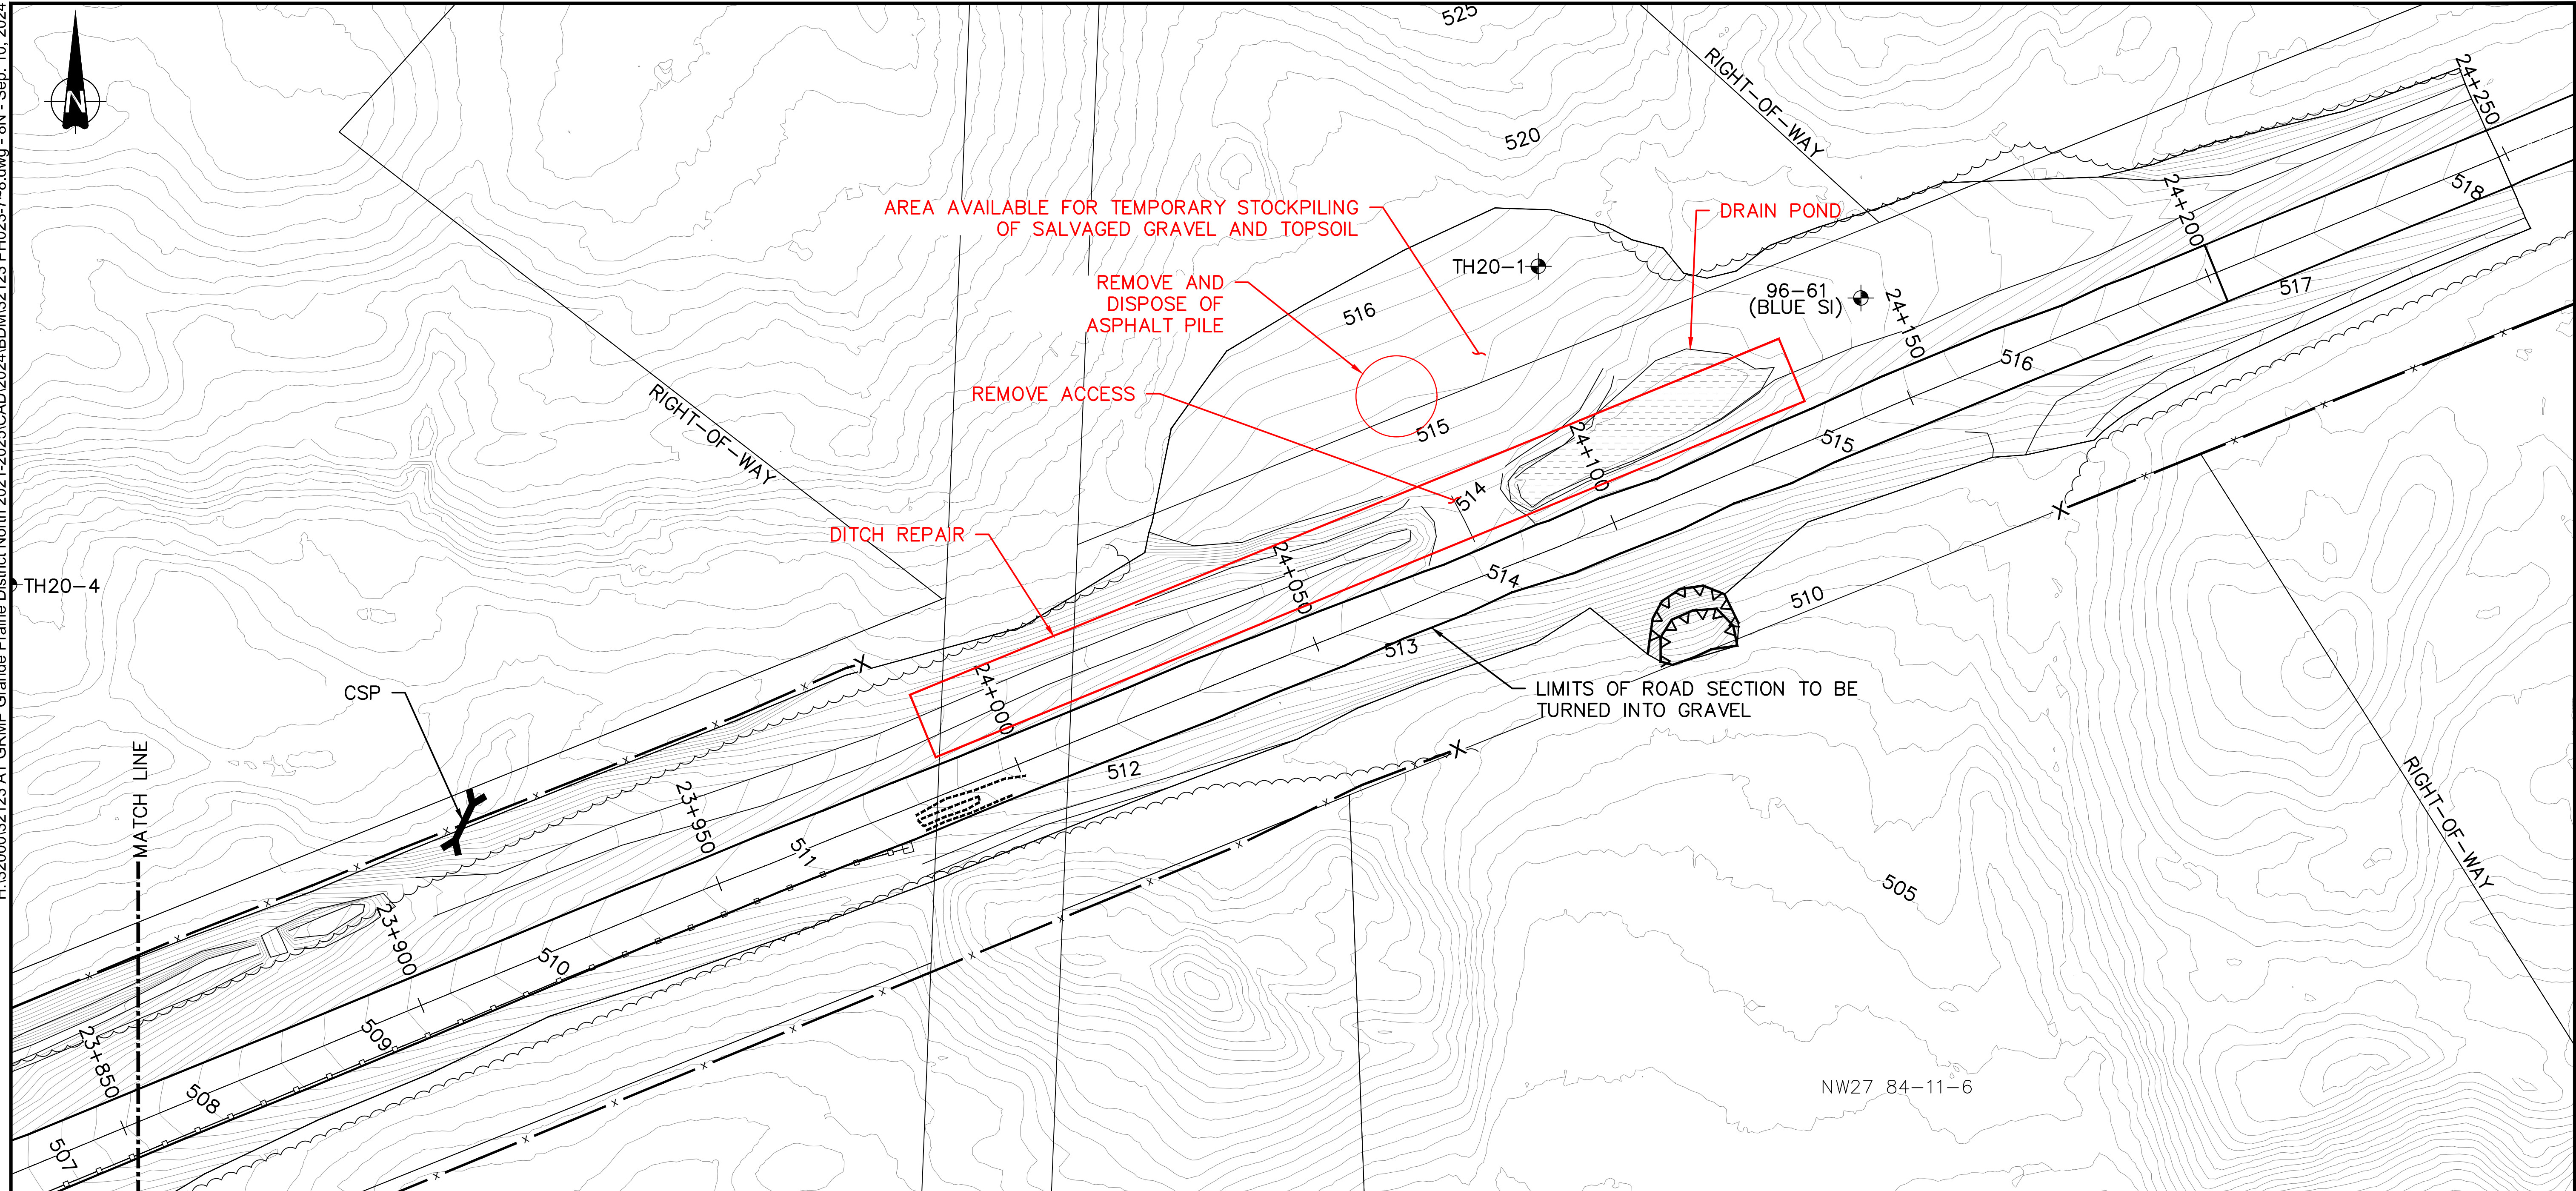 N
525
RIGHT-OF-WAY
24+250
520
518
24+200
AREA AVAILABLE FOR TEMPORARY STOCKPILING
OF SALVAGED GRAVEL AND TOPSOIL
DRAIN POND
TH20-1
REMOVE AND
DISPOSE OF
ASPHALT PILE
96-61
(BLUE SI)
517
516
24+150
516
REMOVE ACCESS
RIGHT-OF-WAY
515
515
24+100
514
DITCH REPAIR
24+050
514
TH20-4
510
513
24+000
CSP
LIMITS OF ROAD SECTION TO BE
TURNED INTO GRAVEL
MATCH LINE
512
23+950
RIGHT-OF-WAY
511
505
23+900
510
509
23+850
508
NW27 84-11-6
507